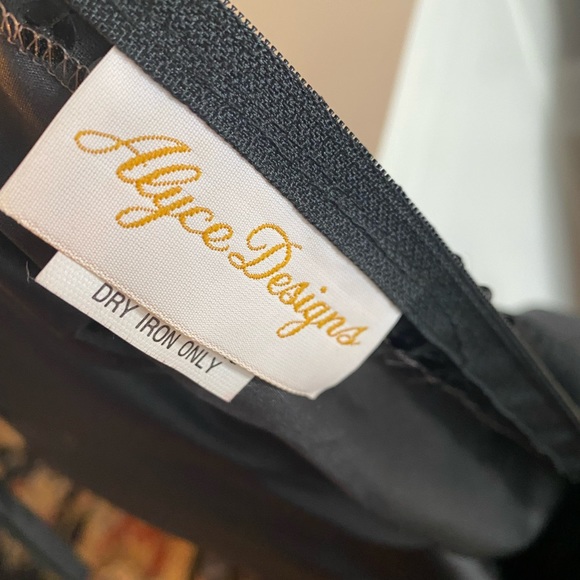 Alyce Designs
DRY IRON ONLY